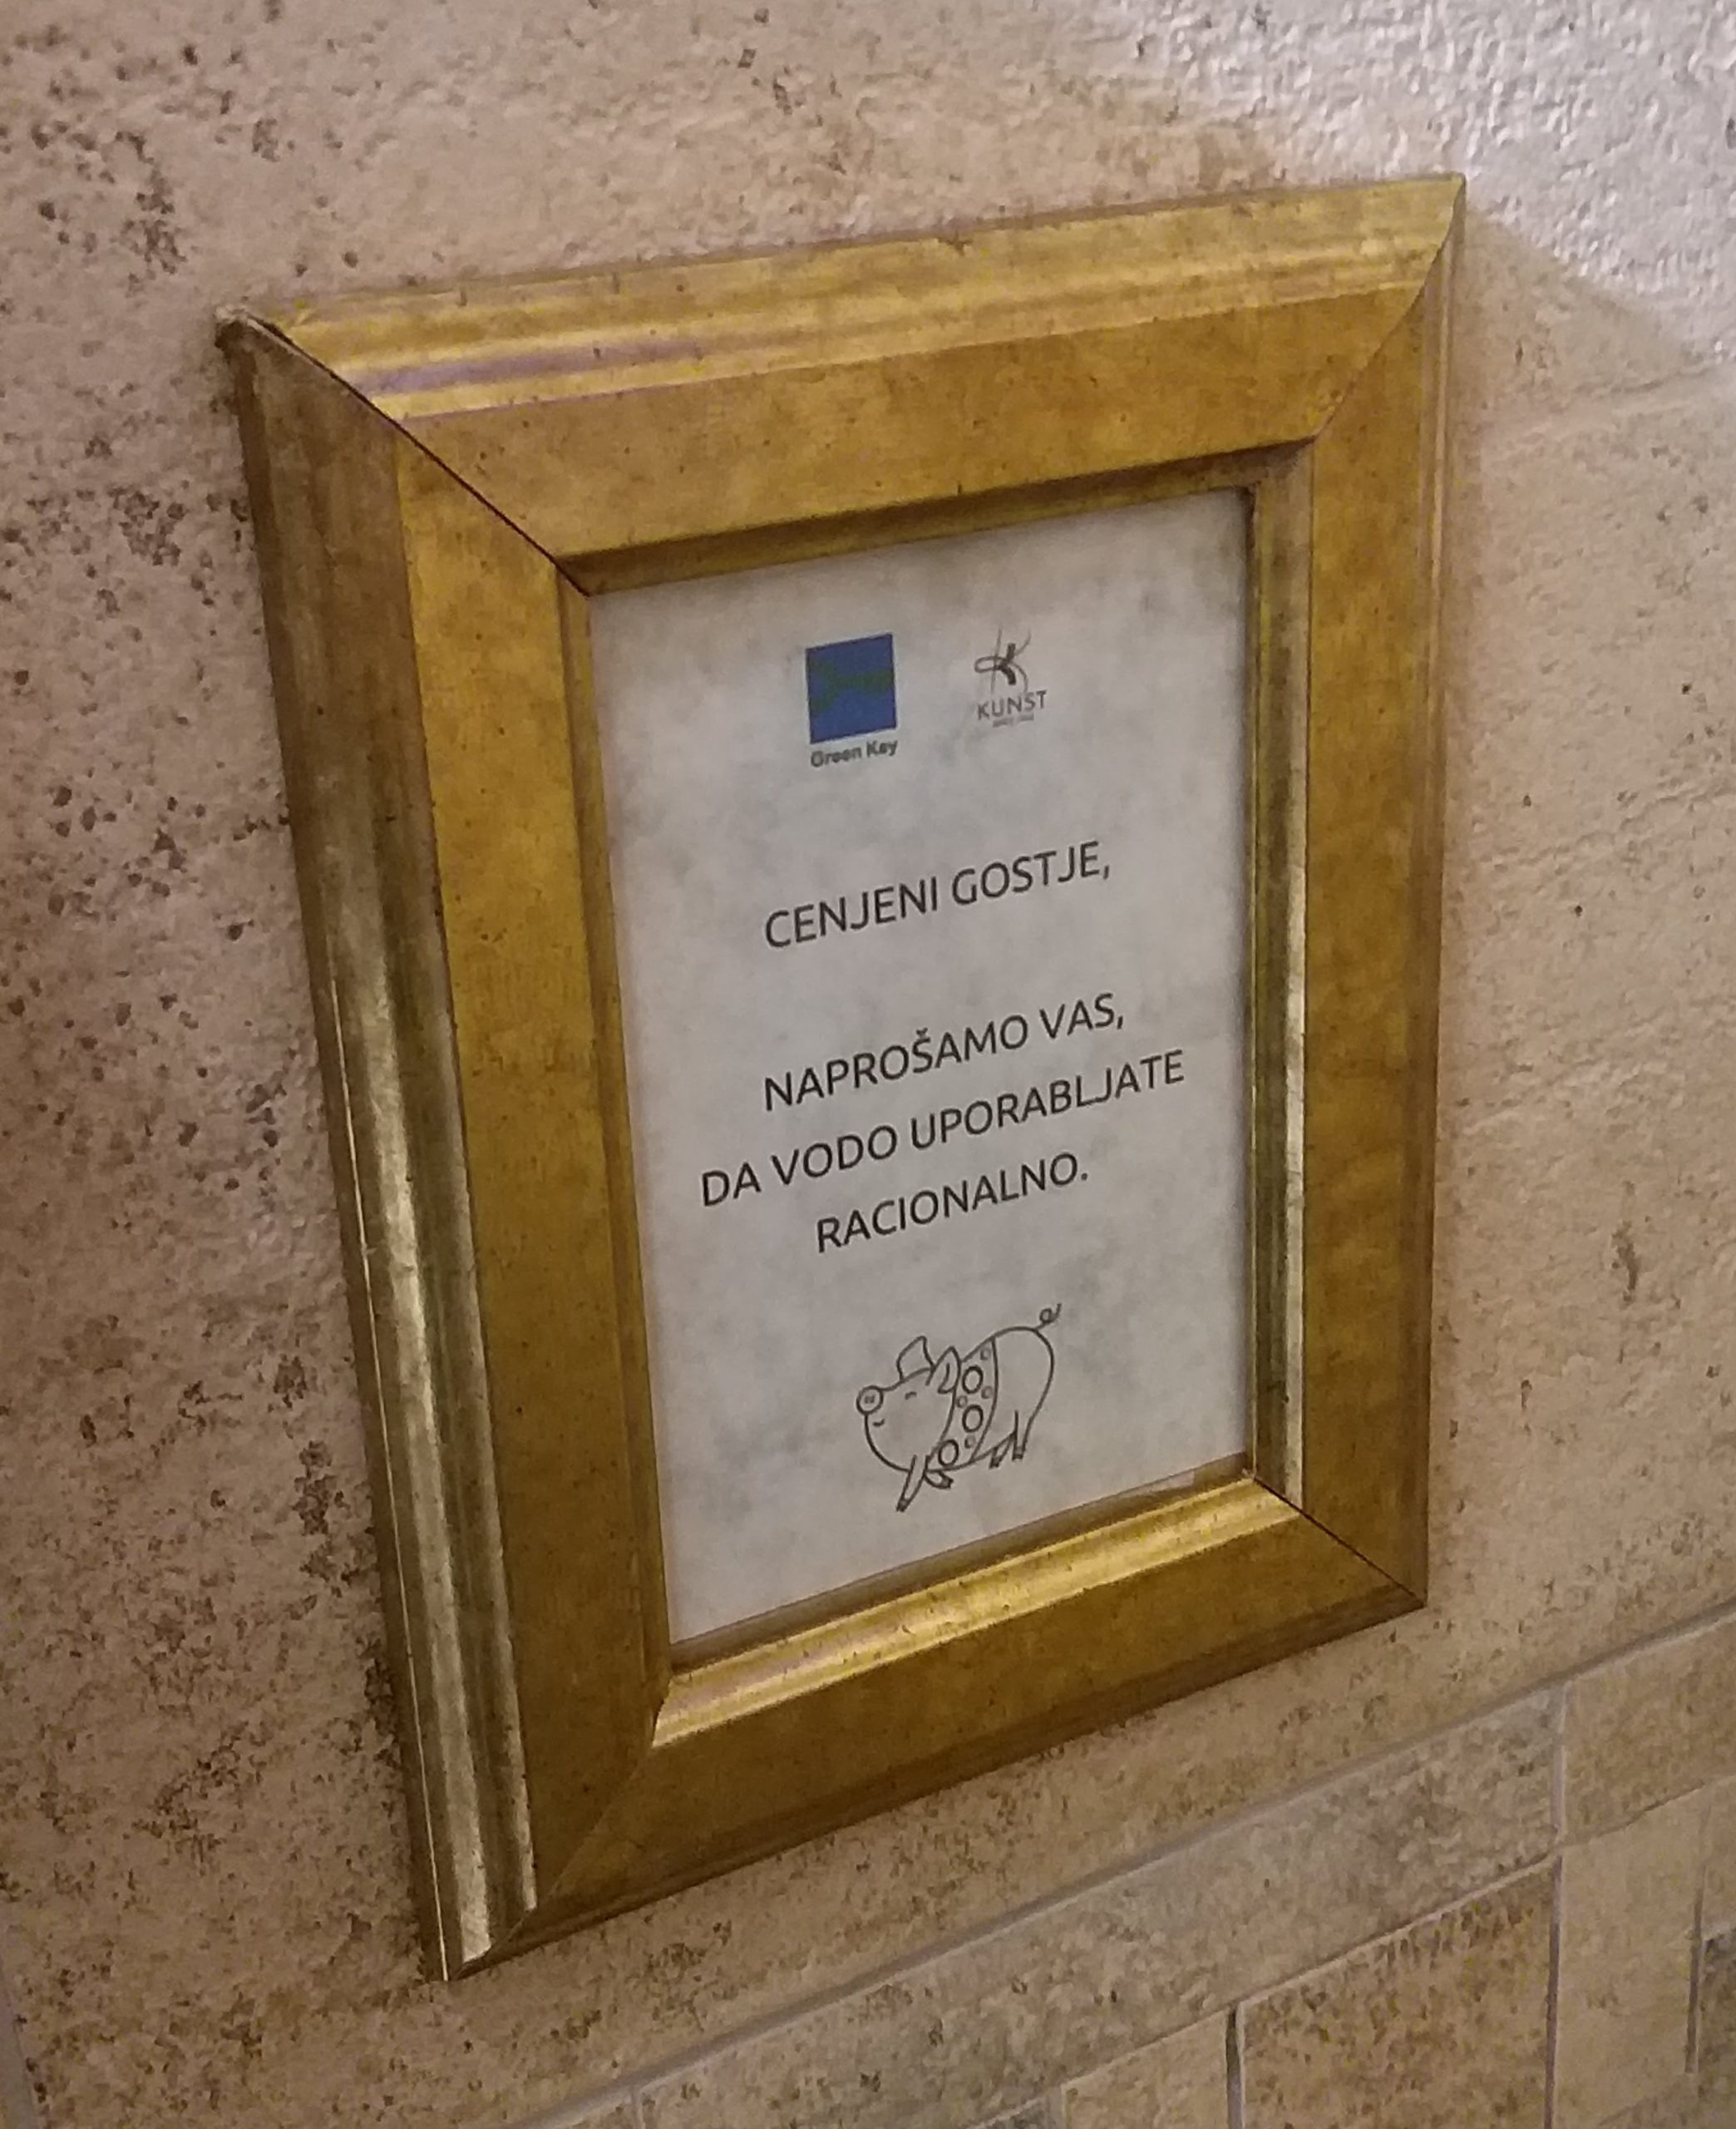 Green Key
KUNST
CENJENI GOSTJE,
NAPROŠAMO VAS,
DA VODO UPORABLJATE
RACIONALNO.